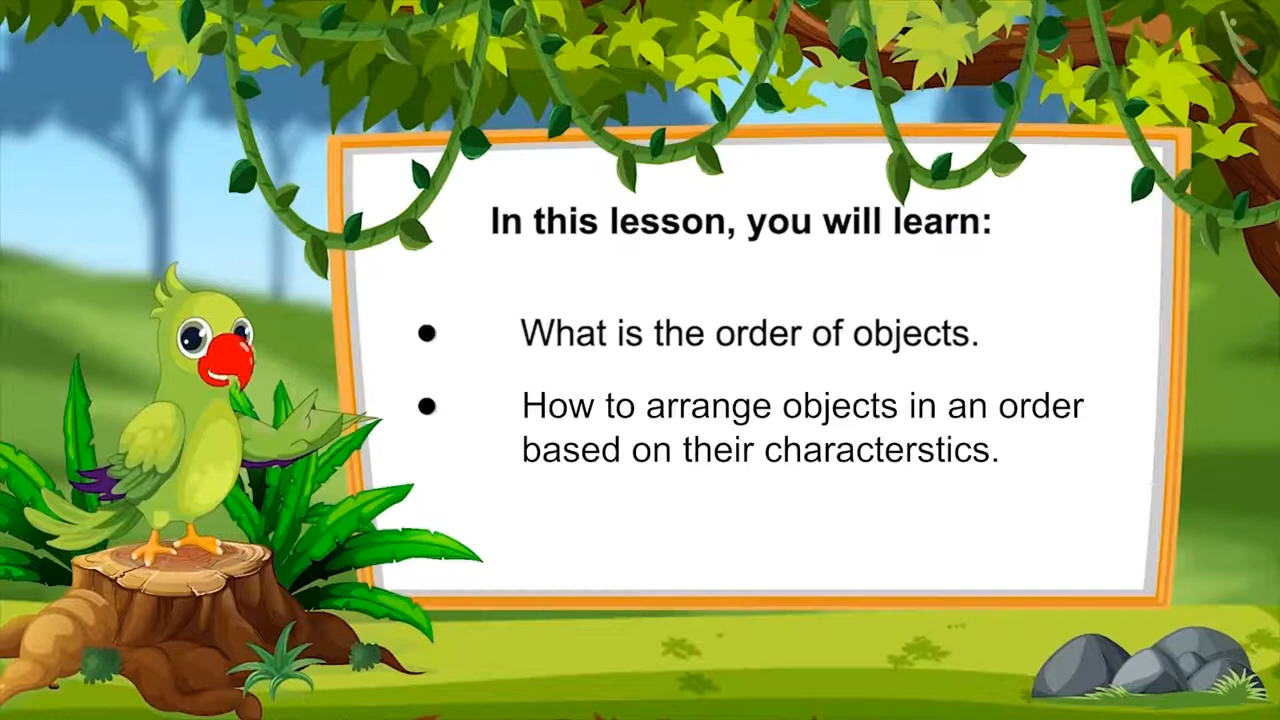 In this lesson, you will learn:
● What is the order of objects.
● How to arrange objects in an order
based on their characterstics.